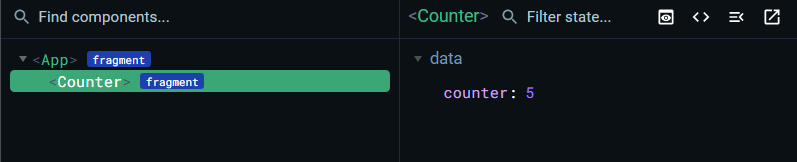 Find components...
<App> fragment
<Counter> fragment
<Counter> Filter state...
data
counter: 5